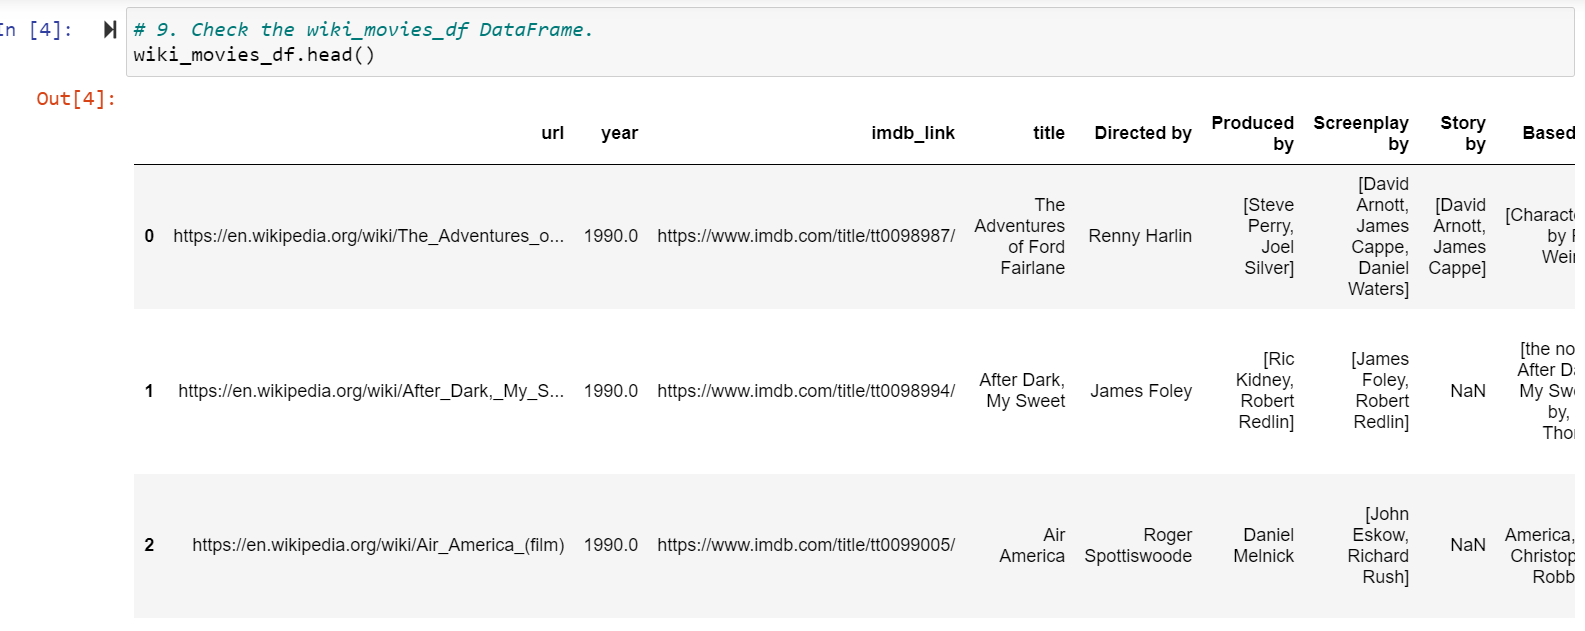 In [4]:
# 9. Check the wiki_movies_df DataFrame.
wiki_movies_df.head()
Out[4]:
url year imdb_link title Directed by Produced by Screenplay by Story by Based
0 https://en.wikipedia.org/wiki/The_Adventures_o... 1990.0 https://www.imdb.com/title/tt0098987/ The Adventures of Ford Fairlane Renny Harlin [Steve Perry, Joel Silver] [David Arnott, James Cappe, Daniel Waters] [David Arnott, James Cappe] [Charact by Wei
1 https://en.wikipedia.org/wiki/After_Dark,_My_S... 1990.0 https://www.imdb.com/title/tt0098994/ After Dark, My Sweet James Foley [Ric Kidney, Robert Redlin] [James Foley, Robert Redlin] NaN [the no After Da My Sw by, Tho
2 https://en.wikipedia.org/wiki/Air_America_(film) 1990.0 https://www.imdb.com/title/tt0099005/ Air America Roger Spottiswoode Daniel Melnick [John Eskow, Richard Rush] NaN America, Christop Robb